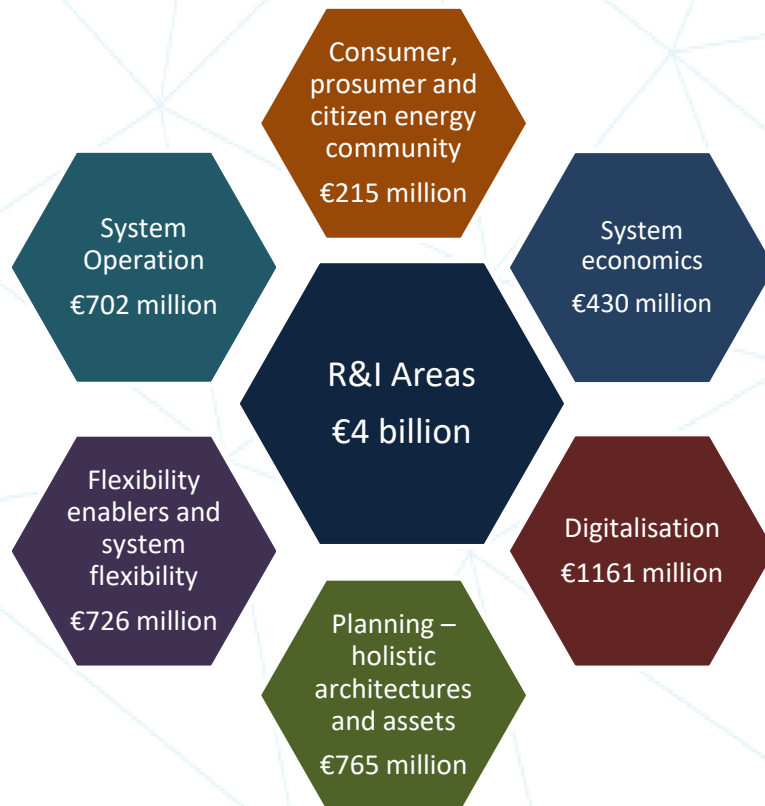 Consumer,
prosumer and
citizen energy
community
€215 million
System
Operation
€702 million
System
economics
€430 million
R&I Areas
€4 billion
Flexibility
enablers and
system
flexibility
€726 million
Digitalisation
€1161 million
Planning –
holistic
architectures
and assets
€765 million